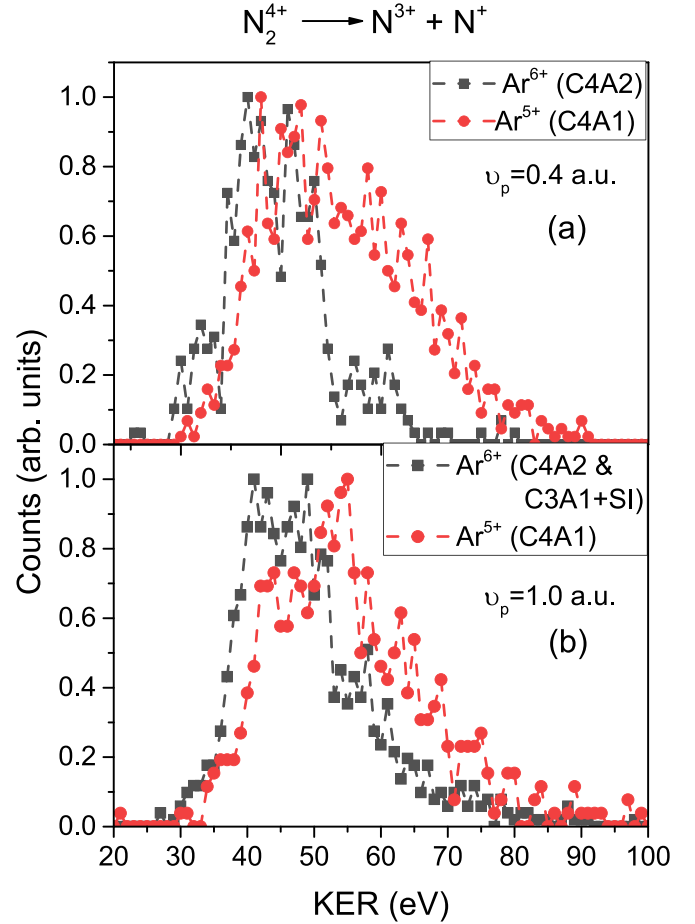 N₂⁴⁺ ⟶ N³⁺ + N⁺
Ar⁶⁺ (C4A2)
Ar⁵⁺ (C4A1)
υₚ=0.4 a.u.
(a)
1.0
0.8
0.6
0.4
0.2
0.0
Counts (arb. units)
Ar⁶⁺ (C4A2 &
C3A1+SI)
Ar⁵⁺ (C4A1)
υₚ=1.0 a.u.
(b)
1.0
0.8
0.6
0.4
0.2
0.0
20 30 40 50 60 70 80 90 100
KER (eV)